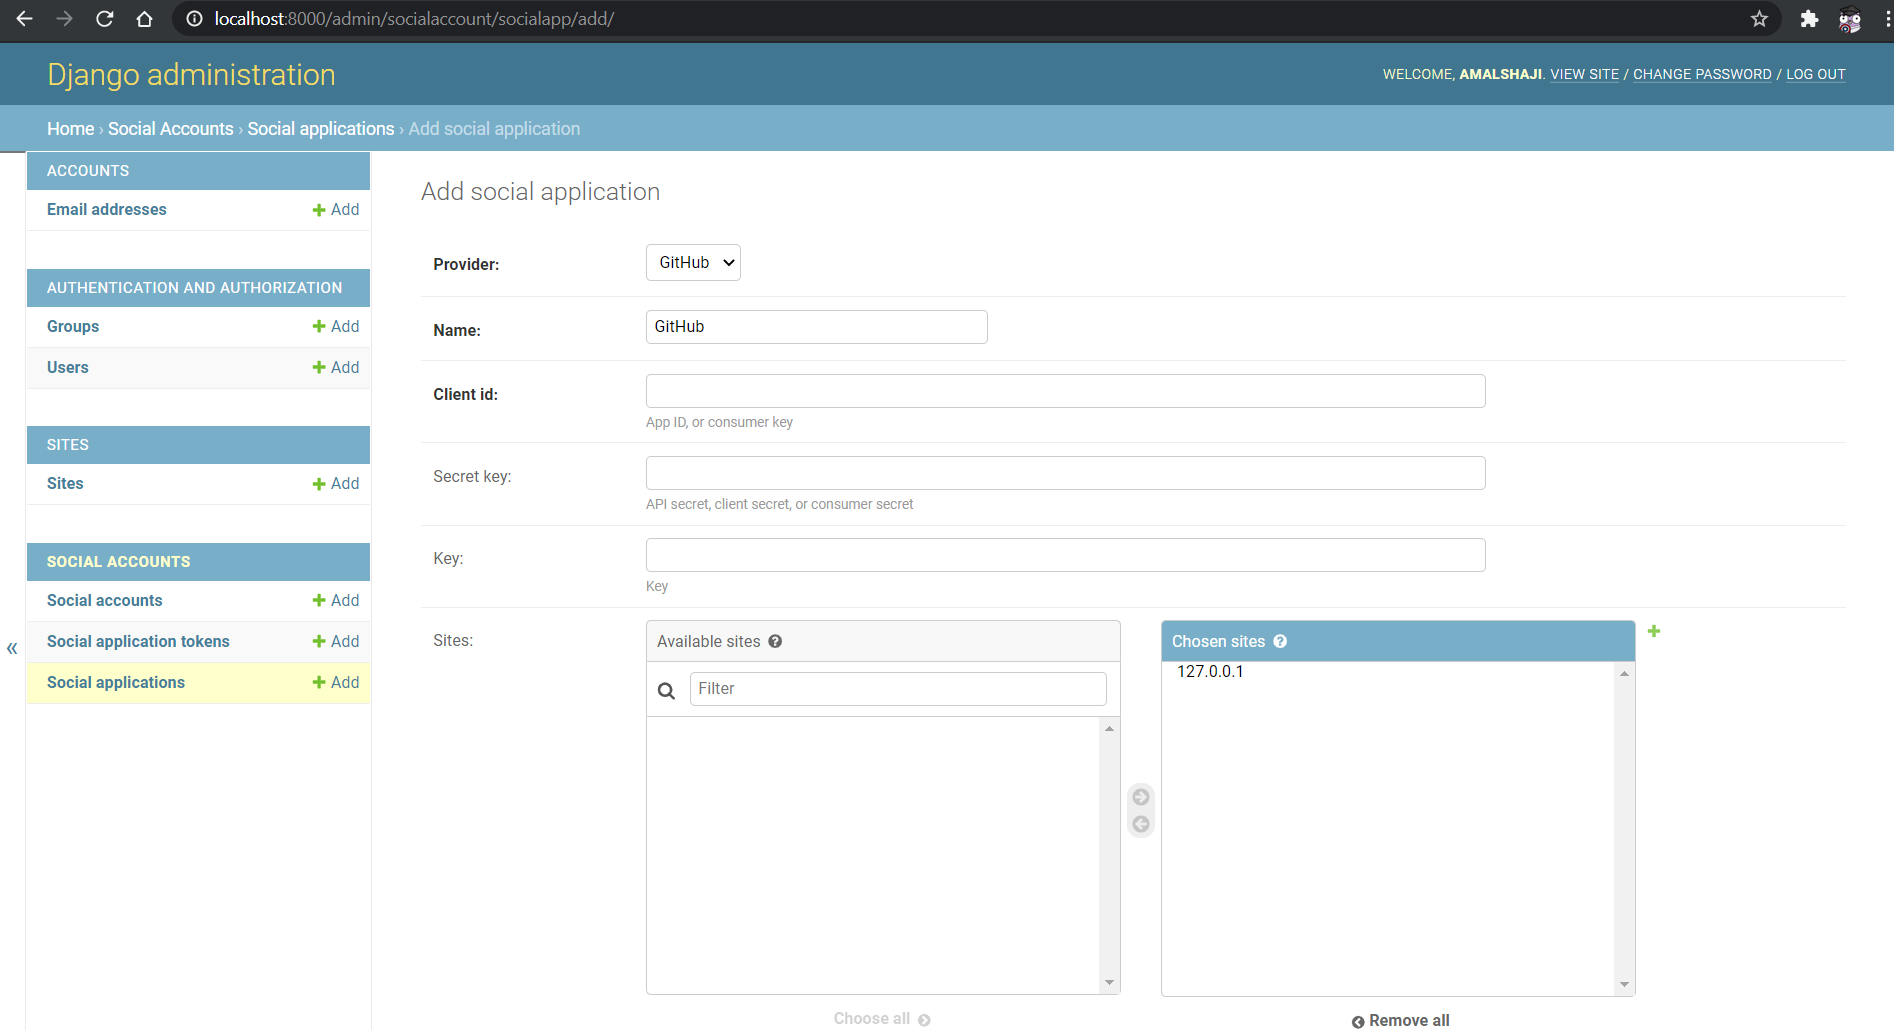 localhost:8000/admin/socialaccount/socialapp/add/
Django administration
WELCOME, AMALSHAJI. VIEW SITE / CHANGE PASSWORD / LOG OUT
Home › Social Accounts › Social applications › Add social application
ACCOUNTS
Email addresses
Add
AUTHENTICATION AND AUTHORIZATION
Groups
Add
Users
Add
SITES
Sites
Add
SOCIAL ACCOUNTS
Social accounts
Add
Social application tokens
Add
Social applications
Add
«
Add social application
Provider:
GitHub
Name:
GitHub
Client id:
App ID, or consumer key
Secret key:
API secret, client secret, or consumer secret
Key:
Key
Sites:
Available sites ?
Filter
Choose all
Chosen sites ?
127.0.0.1
Remove all